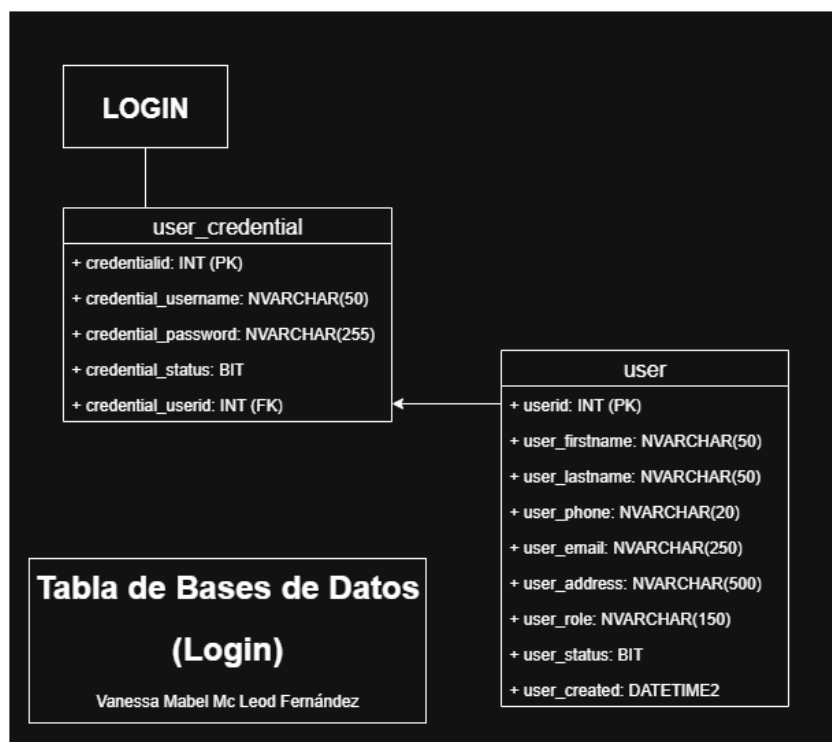 LOGIN
user_credential
+ credentialid: INT (PK)
+ credential_username: NVARCHAR(50)
+ credential_password: NVARCHAR(255)
+ credential_status: BIT
+ credential_userid: INT (FK)
user
+ userid: INT (PK)
+ user_firstname: NVARCHAR(50)
+ user_lastname: NVARCHAR(50)
+ user_phone: NVARCHAR(20)
+ user_email: NVARCHAR(250)
+ user_address: NVARCHAR(500)
+ user_role: NVARCHAR(150)
+ user_status: BIT
+ user_created: DATETIME2
Tabla de Bases de Datos
(Login)
Vanessa Mabel Mc Leod Fernández